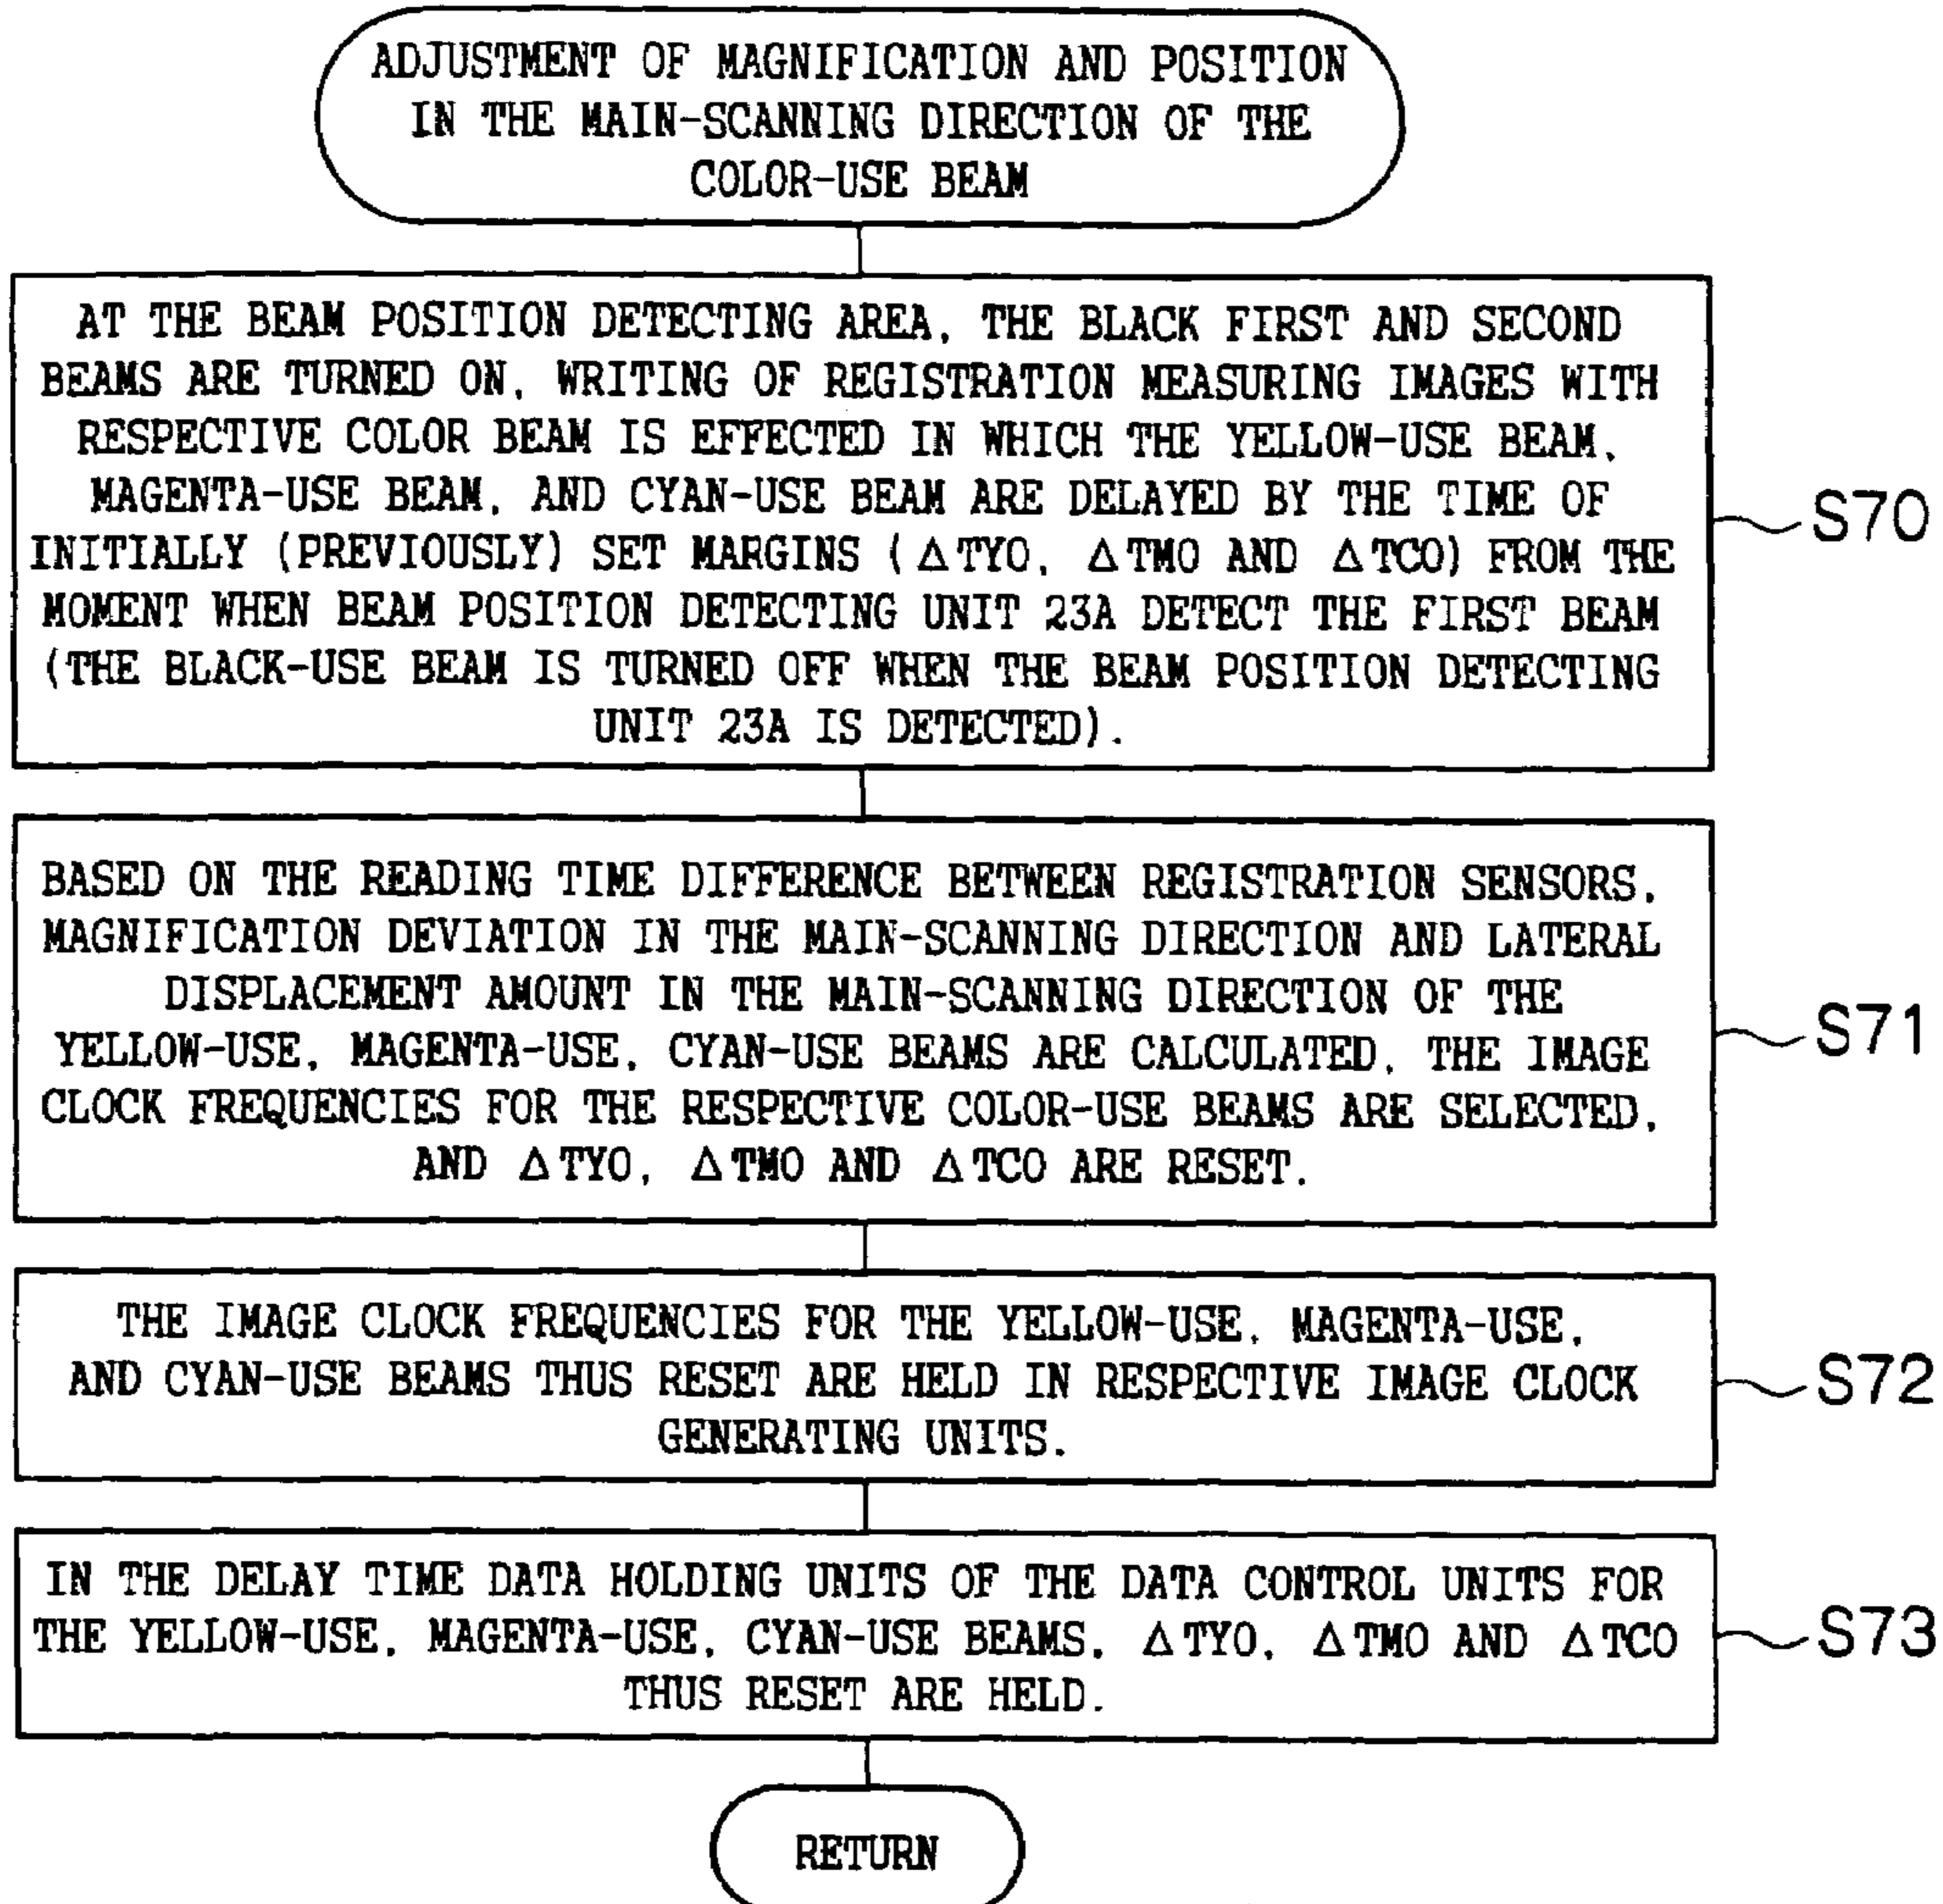 ADJUSTMENT OF MAGNIFICATION AND POSITION
IN THE MAIN-SCANNING DIRECTION OF THE
COLOR-USE BEAM
AT THE BEAM POSITION DETECTING AREA, THE BLACK FIRST AND SECOND
BEAMS ARE TURNED ON, WRITING OF REGISTRATION MEASURING IMAGES WITH
RESPECTIVE COLOR BEAM IS EFFECTED IN WHICH THE YELLOW-USE BEAM,
MAGENTA-USE BEAM, AND CYAN-USE BEAM ARE DELAYED BY THE TIME OF
INITIALLY (PREVIOUSLY) SET MARGINS (ΔTYO, ΔTMO AND ΔTCO) FROM THE
MOMENT WHEN BEAM POSITION DETECTING UNIT 23A DETECT THE FIRST BEAM
(THE BLACK-USE BEAM IS TURNED OFF WHEN THE BEAM POSITION DETECTING
UNIT 23A IS DETECTED).
S70
BASED ON THE READING TIME DIFFERENCE BETWEEN REGISTRATION SENSORS,
MAGNIFICATION DEVIATION IN THE MAIN-SCANNING DIRECTION AND LATERAL
DISPLACEMENT AMOUNT IN THE MAIN-SCANNING DIRECTION OF THE
YELLOW-USE, MAGENTA-USE, CYAN-USE BEAMS ARE CALCULATED, THE IMAGE
CLOCK FREQUENCIES FOR THE RESPECTIVE COLOR-USE BEAMS ARE SELECTED,
AND ΔTYO, ΔTMO AND ΔTCO ARE RESET.
S71
THE IMAGE CLOCK FREQUENCIES FOR THE YELLOW-USE, MAGENTA-USE,
AND CYAN-USE BEAMS THUS RESET ARE HELD IN RESPECTIVE IMAGE CLOCK
GENERATING UNITS.
S72
IN THE DELAY TIME DATA HOLDING UNITS OF THE DATA CONTROL UNITS FOR
THE YELLOW-USE, MAGENTA-USE, CYAN-USE BEAMS, ΔTYO, ΔTMO AND ΔTCO
THUS RESET ARE HELD.
S73
RETURN